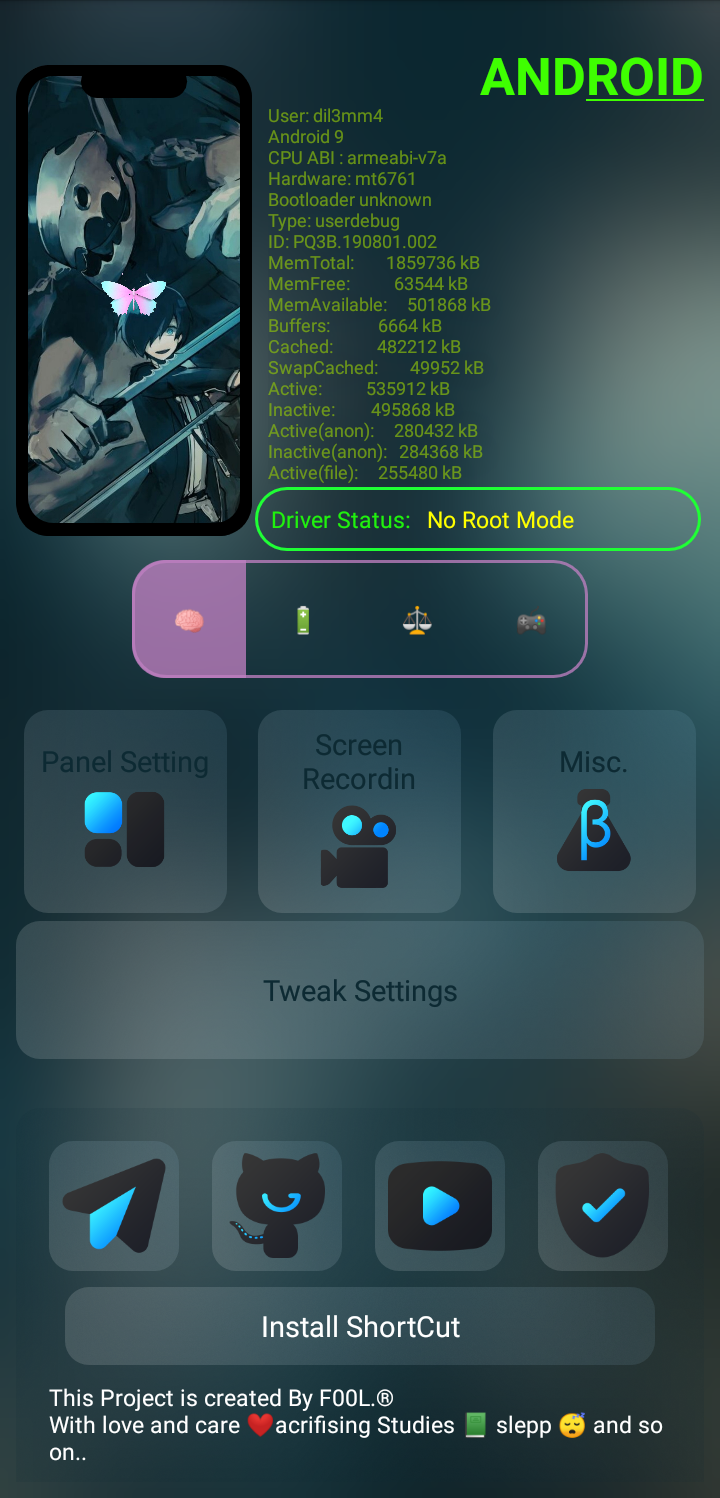 ANDROID
User: dil3mm4
Android 9
CPU ABI : armeabi-v7a
Hardware: mt6761
Bootloader unknown
Type: userdebug
ID: PQ3B.190801.002
MemTotal: 1859736 kB
MemFree: 63544 kB
MemAvailable: 501868 kB
Buffers: 6664 kB
Cached: 482212 kB
SwapCached: 49952 kB
Active: 535912 kB
Inactive: 495868 kB
Active(anon): 280432 kB
Inactive(anon): 284368 kB
Active(file): 255480 kB
Driver Status: No Root Mode
Panel Setting
Screen
Recordin
Misc.
β
Tweak Settings
Install ShortCut
This Project is created By F00L.®
With love and care ❤️acrifising Studies 📗 slepp 😴 and so
on..